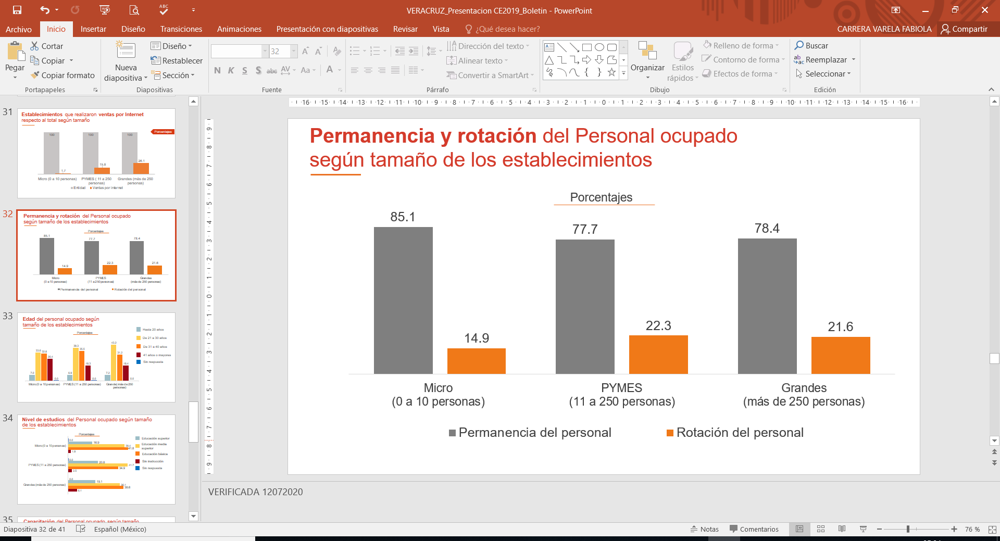 ABC
VERACRUZ_Presentacion CE2019_Boletin - PowerPoint
Archivo
Inicio
Insertar
Diseño
Transiciones
Animaciones
Presentación con diapositivas
Revisar
Vista
¿Qué desea hacer?
CARRERA VARELA FABIOLA
Compartir
Pegar
Cortar
Copiar
Copiar formato
Portapapeles
Nueva
diapositiva
Diseño
Restablecer
Sección
Diapositivas
32
N K S S abc AV Aa A
Fuente
Dirección del texto
Alinear texto
Convertir a SmartArt
Párrafo
Organizar
Estilos
rápidos
Relleno de forma
Contorno de forma
Efectos de forma
Dibujo
Buscar
Reemplazar
Seleccionar
Edición
16 15 14 13 12 11 10 9 8 7 6 5 4 3 2 1 0 1 2 3 4 5 6 7 8 9 10 11 12 13 14 15 16
9 8 7 6 5 4 3 2 1 0 1 2 3 4 5 6 7 8 9
31
Establecimientos que realizaron ventas por Internet
respecto al total según tamaño
Porcentajes
100 100 100
1.7 15.8 26.1
Micro (0 a 10 personas) PYMES ( 11 a 250 personas) Grandes (más de 250 personas)
Entidad Ventas por internet
32
Permanencia y rotación del Personal ocupado
según tamaño de los establecimientos
Porcentajes
85.1 77.7 78.4
14.9 22.3 21.6
Micro PYMES Grandes
(0 a 10 personas) (11 a 250 personas) (más de 250 personas)
Permanencia del personal Rotación del personal
33
Edad del personal ocupado según
tamaño de los establecimientos
Porcentajes
Hasta 20 años
De 21 a 30 años
De 31 a 40 años
41 años o mayores
Sin respuesta
7.0 33.8 32.8 26.4 0.0
6.9 39.3 35.5 18.3 0.0
7.2 43.2 31.2 18.4 0.0
Micro (0 a 10 personas) PYMES (11 a 250 personas) Grandes( más de 250 personas)
34
Nivel de estudios del Personal ocupado según tamaño
de los establecimientos
Porcentajes
Educación superior
Educación media superior
Educación básica
Sin instrucción
Sin respuesta
Micro (0 a 10 personas)
0.0
16.9
39.4
41.8
1.9
PYMES (11 a 250 personas)
0.0
20.8
41.7
34.9
2.5
Grandes (más de 250 personas)
0.0
19.1
38.6
6.1
35
Capacitación del Personal ocupado según tamaño
Permanencia y rotación del Personal ocupado
según tamaño de los establecimientos
Porcentajes
85.1
14.9
77.7
22.3
78.4
21.6
Micro
(0 a 10 personas)
PYMES
(11 a 250 personas)
Grandes
(más de 250 personas)
Permanencia del personal
Rotación del personal
VERIFICADA 12072020
Diapositiva 32 de 41
Español (México)
Notas
Comentarios
76 %